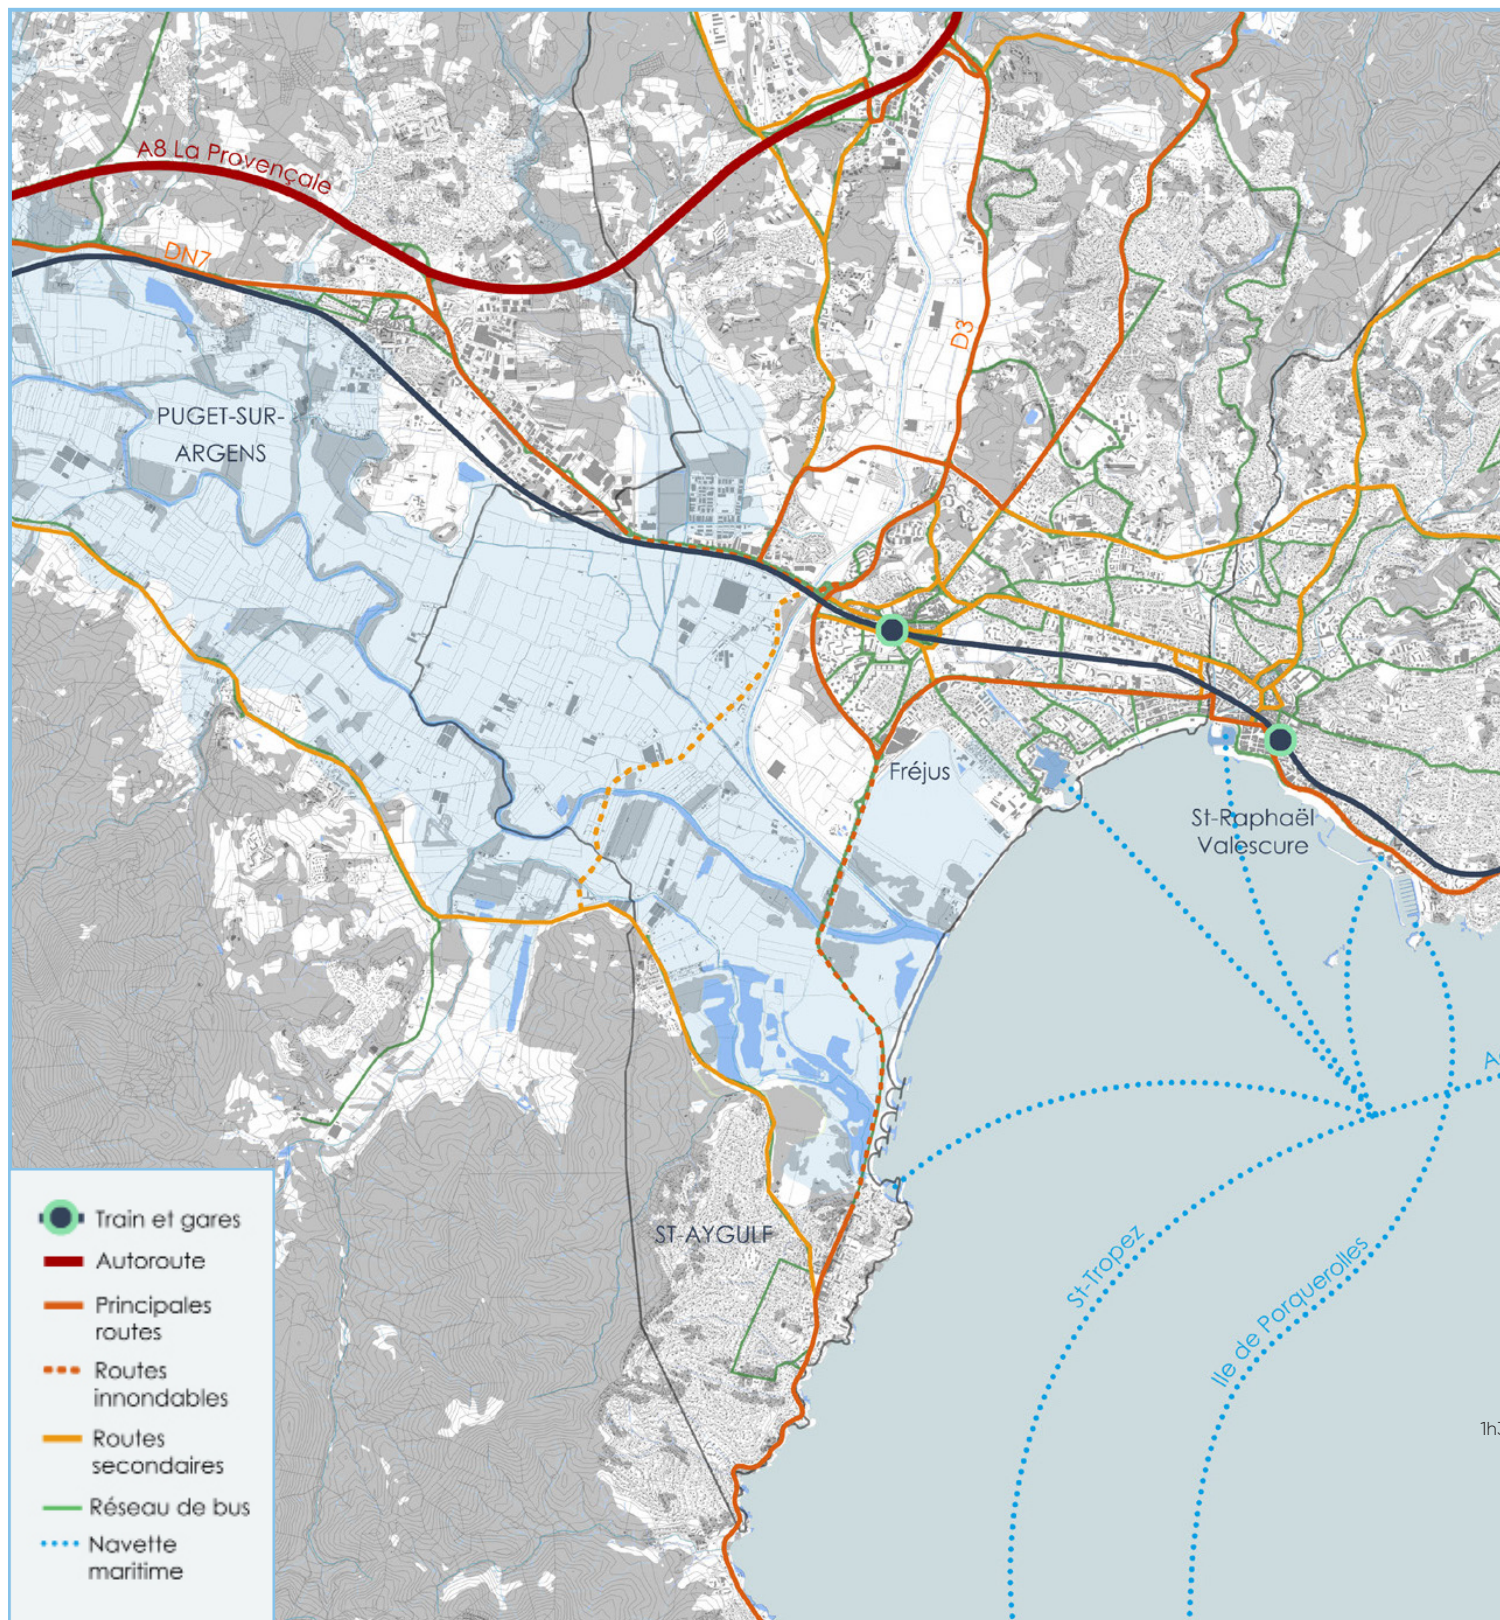 A8 La Provençale
DN7
D3
PUGET-SUR-
ARGENS
Fréjus
St-Raphaël
Valescure
A
ST-AYGULF
St-Tropez
Ile de Porquerolles
1h3
Train et gares
Autoroute
Principales
routes
Routes
innondables
Routes
secondaires
Réseau de bus
Navette
maritime